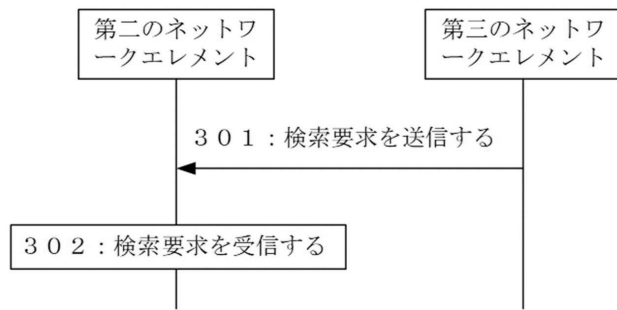 第二のネットワ
ークエレメント
第三のネットワ
ークエレメント
３０１：検索要求を送信する
３０２：検索要求を受信する